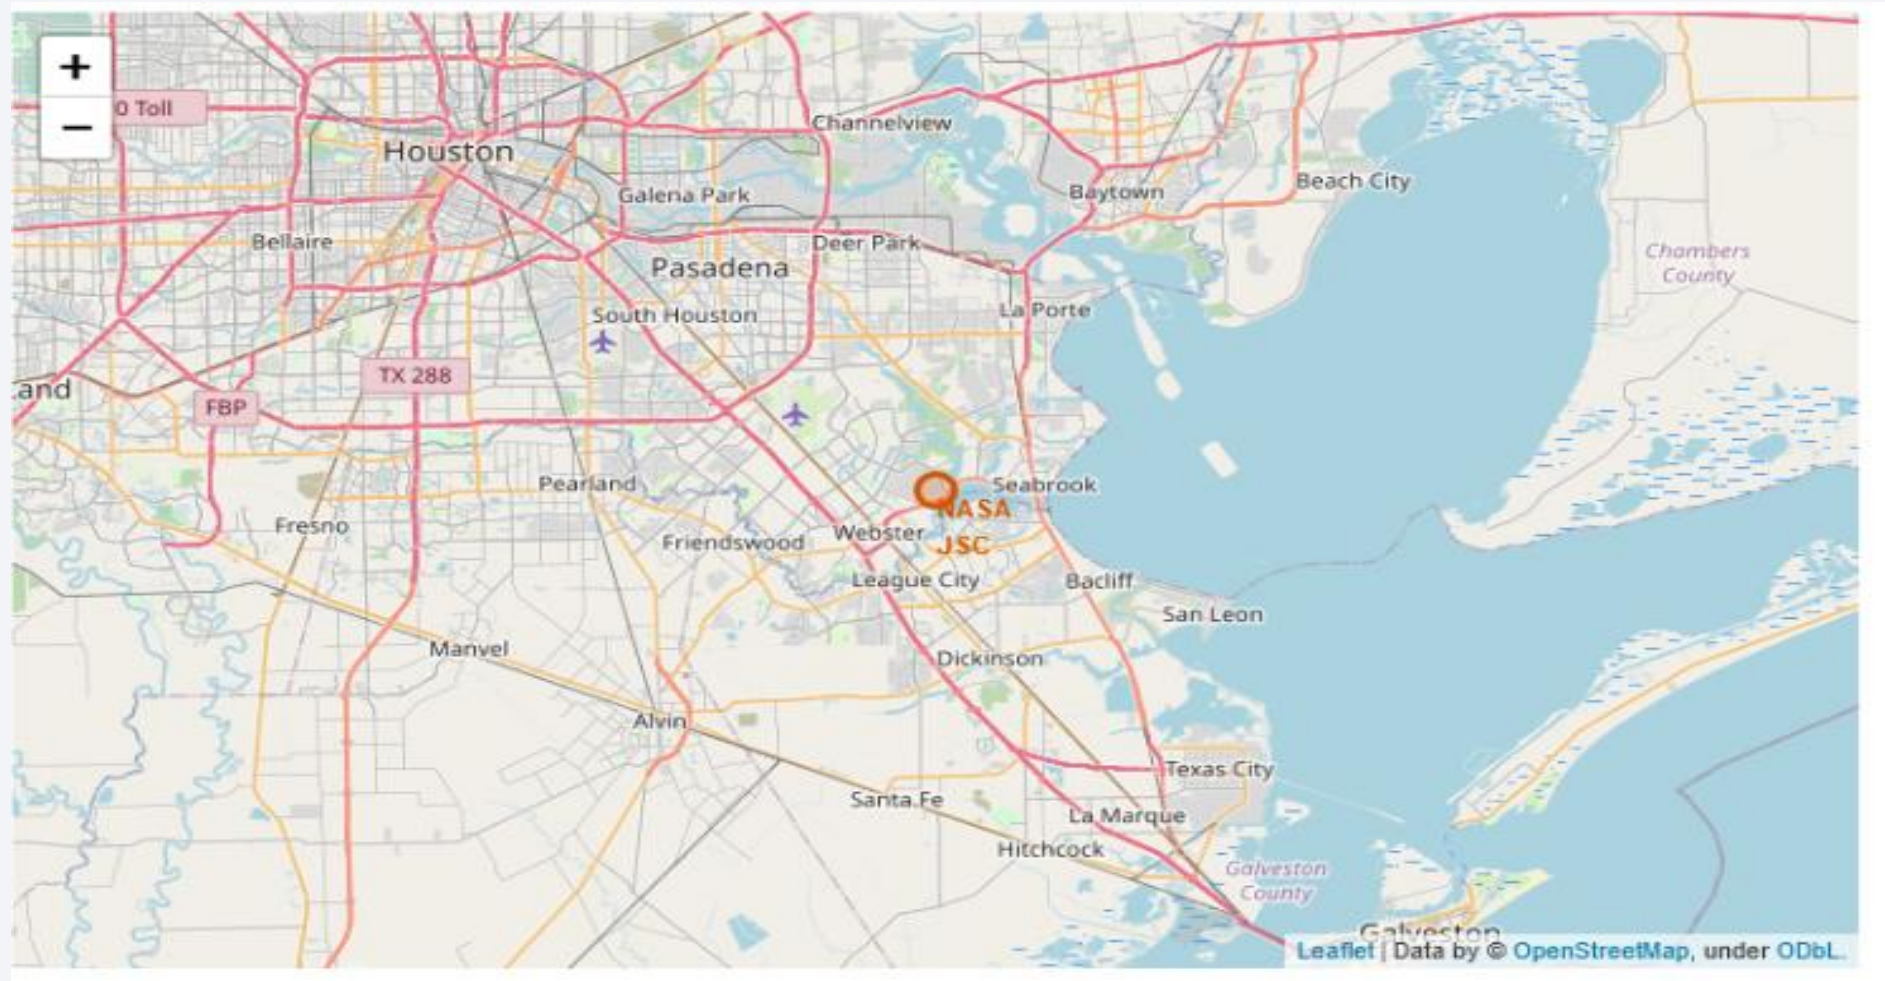 +
0 Toll
−
Channelview
Houston
Galena Park
Baytown
Beach City
Bellaire
Deer Park
Chambers
County
Pasadena
La Porte
South Houston
TX 288
and
FBP
Pearland
Seabrook
NASA
Fresno
Webster
JSC
Friendswood
League City
Bacliff
San Leon
Manvel
Dickinson
Alvin
Texas City
Santa Fe
La Marque
Hitchcock
Galveston
County
Galveston
Leaflet | Data by © OpenStreetMap, under ODbL.